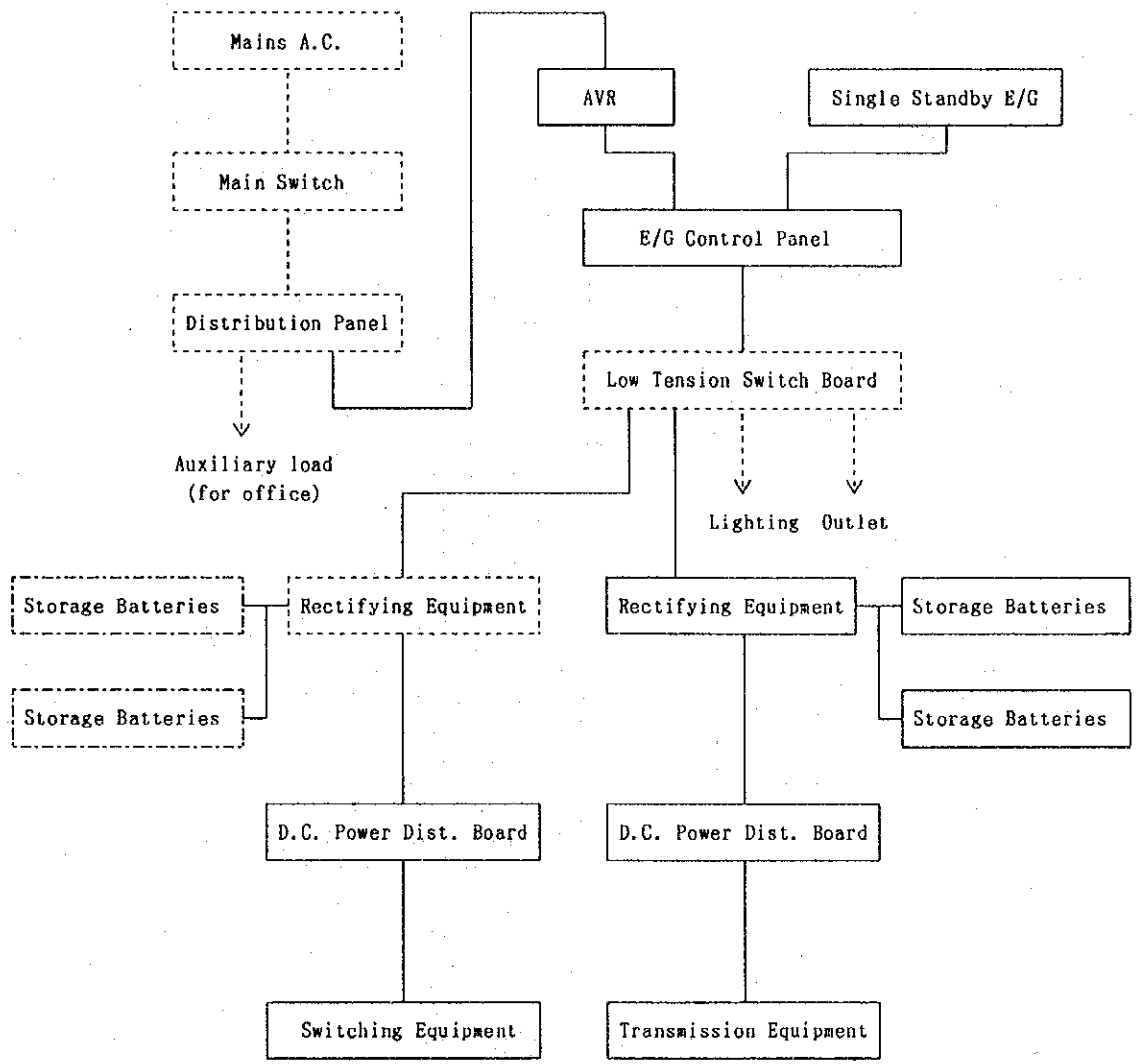 Mains A.C.
AVR
Single Standby E/G
Main Switch
E/G Control Panel
Distribution Panel
Low Tension Switch Board
Auxiliary load
(for office)
Lighting
Outlet
Storage Batteries
Rectifying Equipment
Rectifying Equipment
Storage Batteries
Storage Batteries
Storage Batteries
D.C. Power Dist. Board
D.C. Power Dist. Board
Switching Equipment
Transmission Equipment